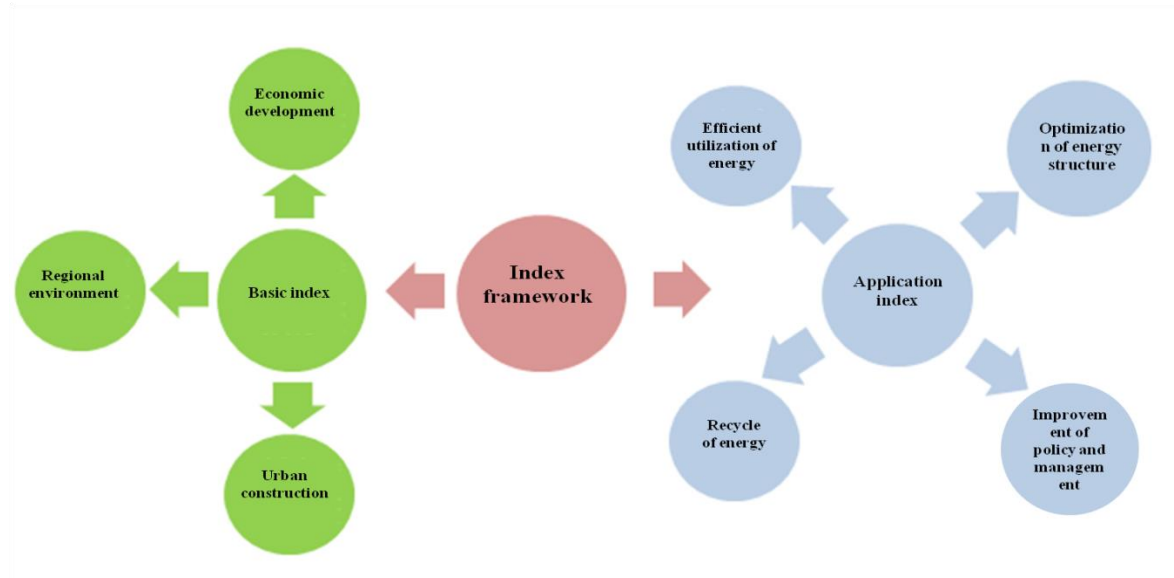 Economic
development
Regional
environment
Basic index
Urban
construction
Index
framework
Efficient
utilization of
energy
Optimizatio
n of energy
structure
Application
index
Recycle
of energy
Improvem
ent of
policy and
managem
ent